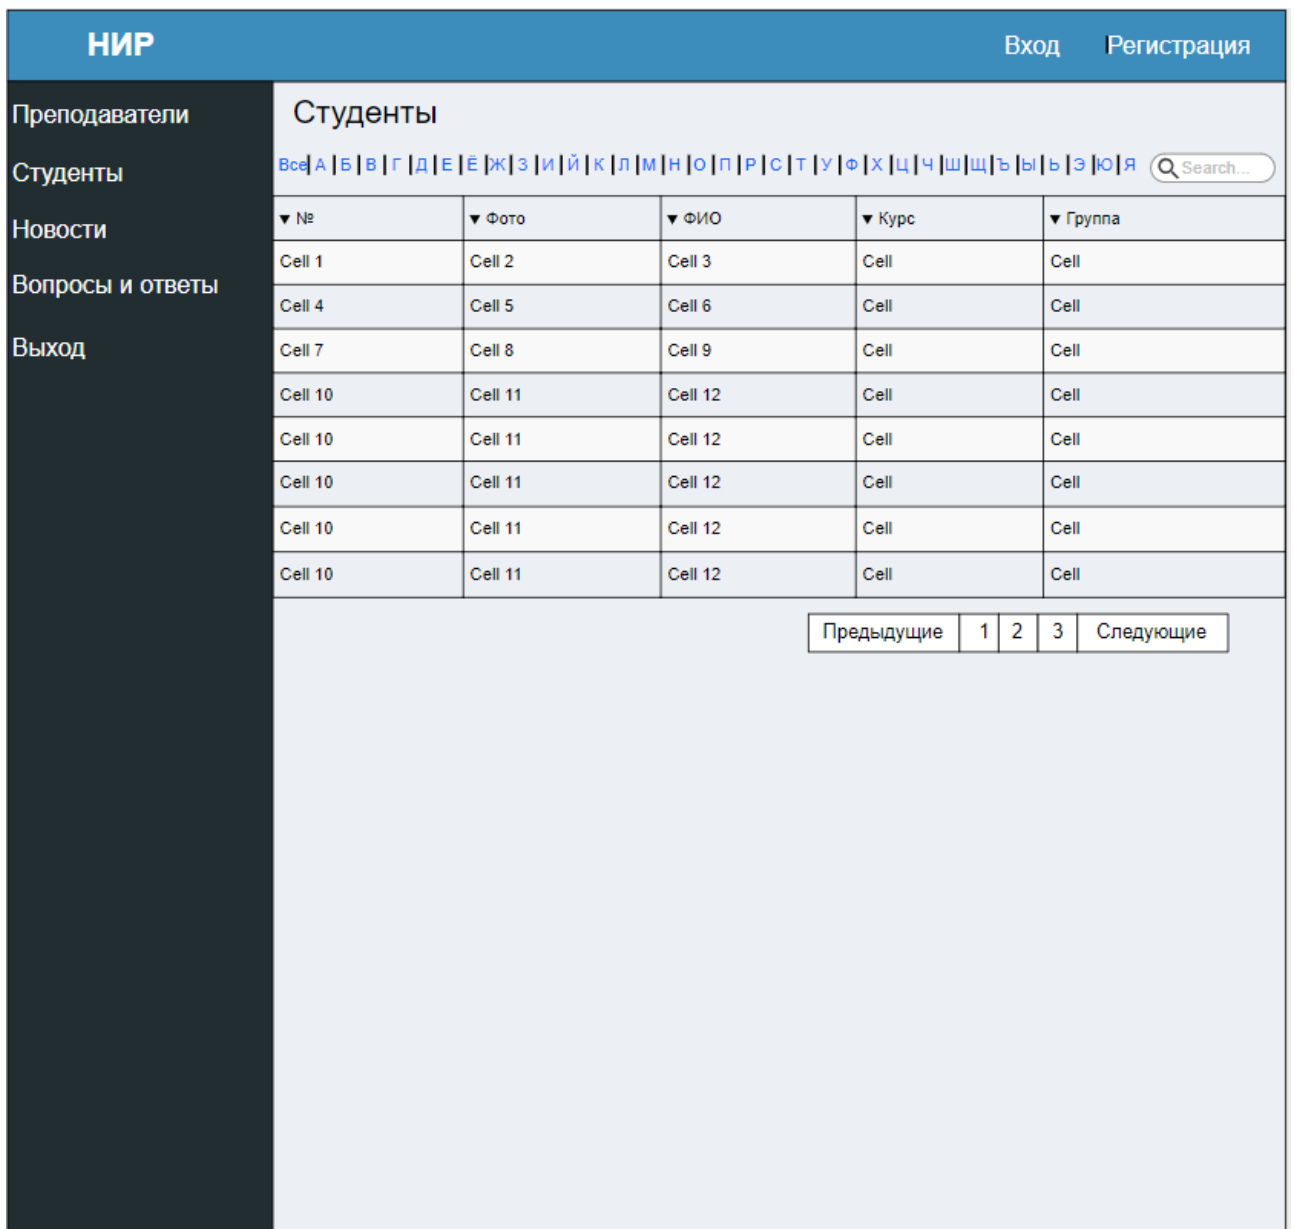 НИР Вход Регистрация
Преподаватели
Студенты
Новости
Вопросы и ответы
Выход
Студенты
Все| А | Б | В | Г | Д | Е | Ё | Ж | З | И | Й | К | Л | М | Н | О | П | Р | С | Т | У | Ф | Х | Ц | Ч | Ш | Щ | Ъ | Ы | Ь | Э | Ю | Я Search...
▼ № ▼ Фото ▼ ФИО ▼ Курс ▼ Группа
Cell 1 Cell 2 Cell 3 Cell Cell
Cell 4 Cell 5 Cell 6 Cell Cell
Cell 7 Cell 8 Cell 9 Cell Cell
Cell 10 Cell 11 Cell 12 Cell Cell
Cell 10 Cell 11 Cell 12 Cell Cell
Cell 10 Cell 11 Cell 12 Cell Cell
Cell 10 Cell 11 Cell 12 Cell Cell
Cell 10 Cell 11 Cell 12 Cell Cell
Предыдущие 1 2 3 Следующие